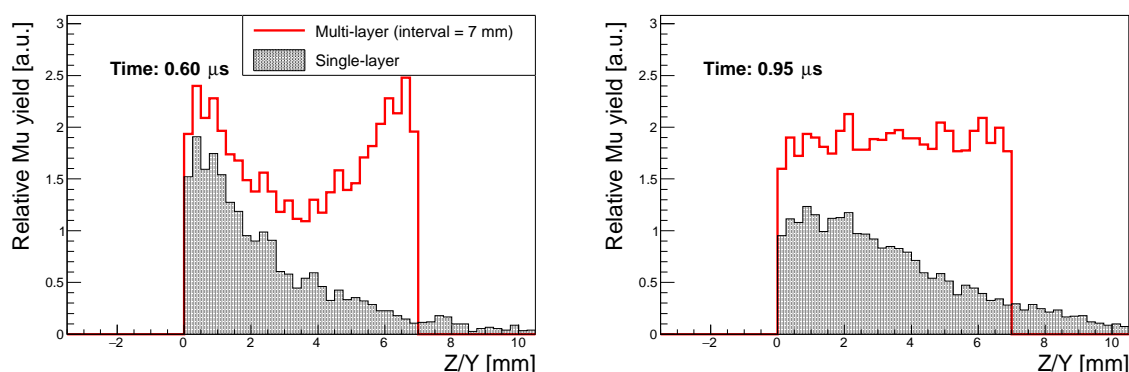 Relative Mu yield [a.u.]
3
2.5
2
1.5
1
0.5
0
Time: 0.60 μs
Multi-layer (interval = 7 mm)
Single-layer
−2 0 2 4 6 8 10
Z/Y [mm]
Relative Mu yield [a.u.]
3
2.5
2
1.5
1
0.5
0
Time: 0.95 μs
−2 0 2 4 6 8 10
Z/Y [mm]